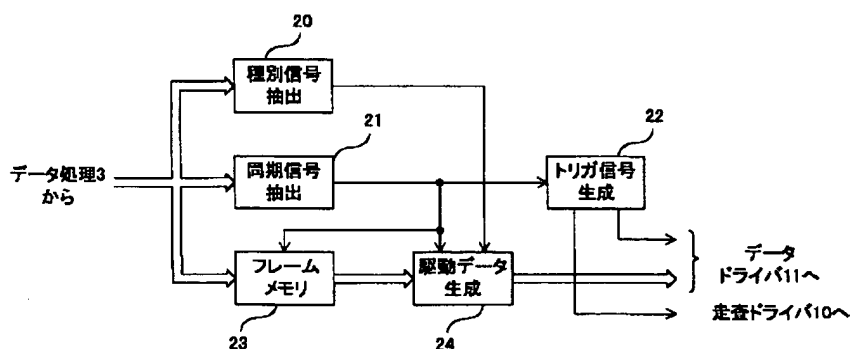 20
種別信号
抽出
21
同期信号
抽出
22
トリガ信号
生成
データ処理3
から
フレーム
メモリ
23
駆動データ
生成
24
データ
ドライバ11へ
走査ドライバ10へ